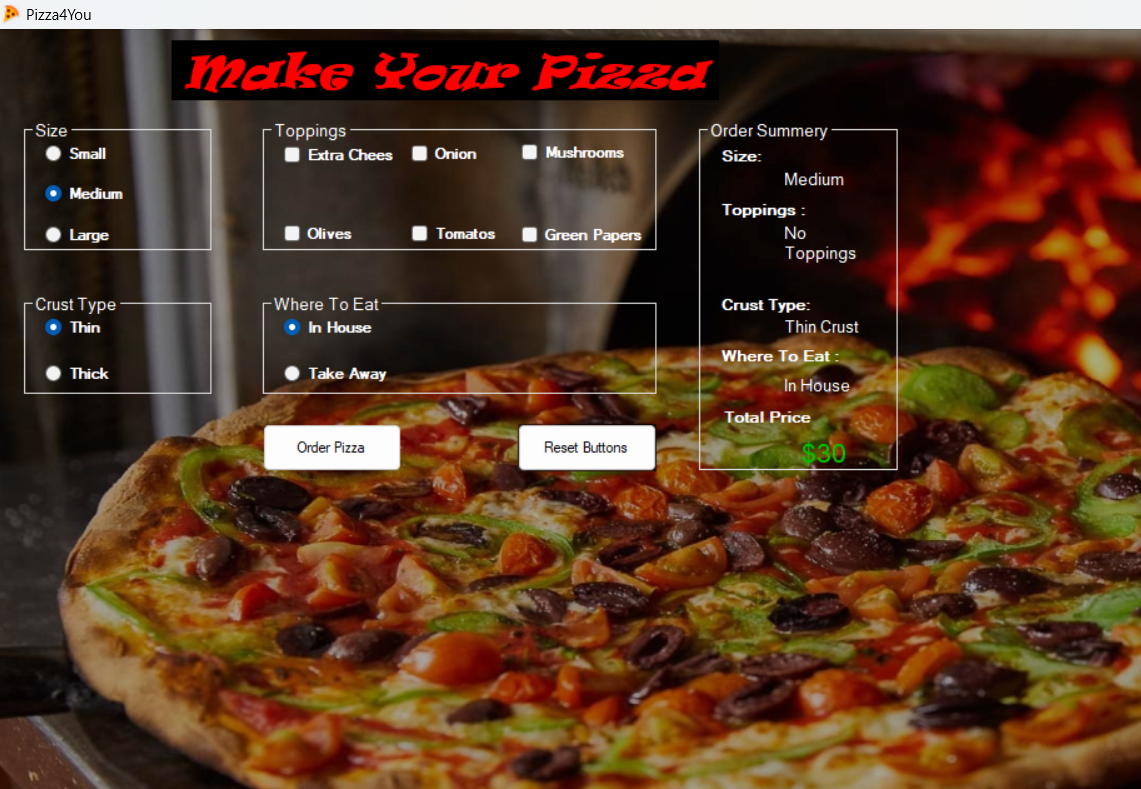 Pizza4You
Make Your Pizza
Size
Small
Medium
Large
Toppings
Extra Chees
Onion
Mushrooms
Olives
Tomatos
Green Papers
Crust Type
Thin
Thick
Where To Eat
In House
Take Away
Order Pizza
Reset Buttons
Order Summery
Size:
Medium
Toppings :
No
Toppings
Crust Type:
Thin Crust
Where To Eat :
In House
Total Price
$30